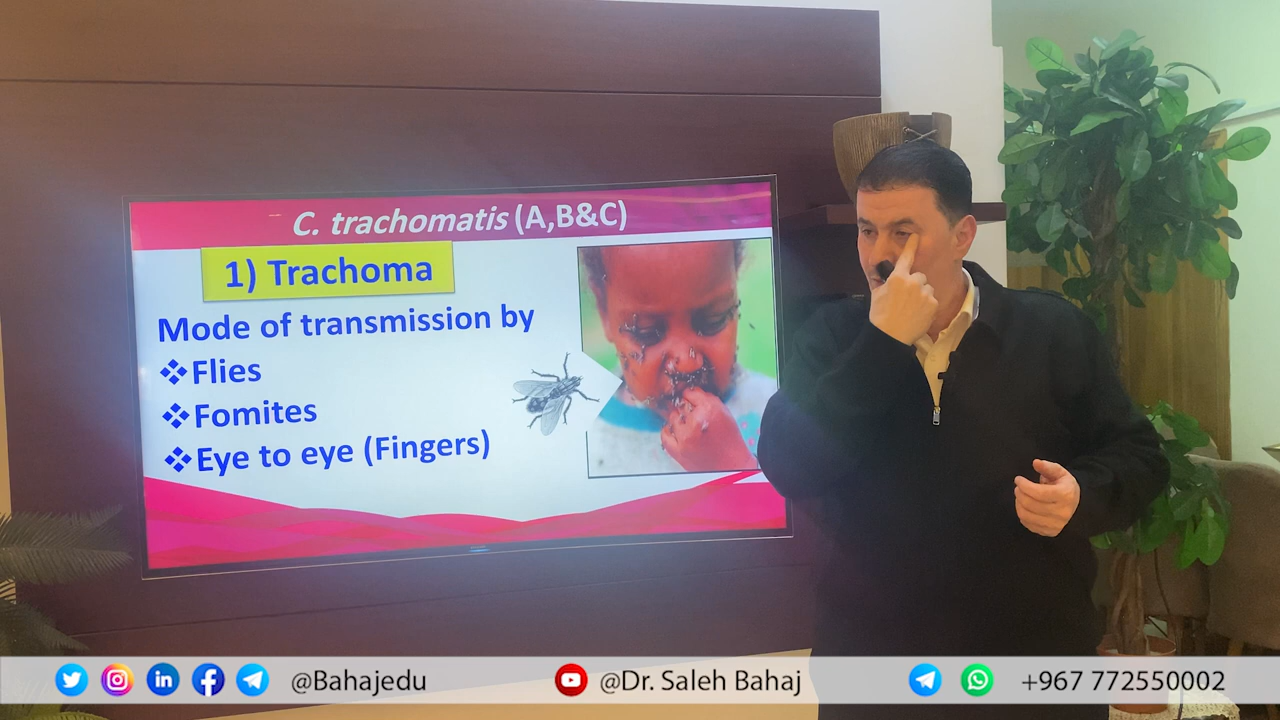 C. trachomatis (A,B&C)
1) Trachoma
Mode of transmission by
❖Flies
❖Fomites
❖Eye to eye (Fingers)
@Bahajedu
@Dr. Saleh Bahaj
+967 772550002